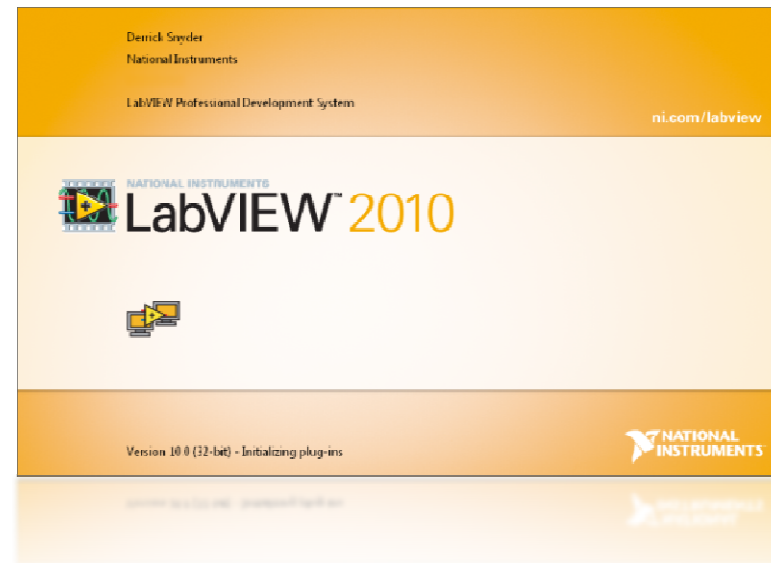 Derrick Snyder
National Instruments
LabVIEW Professional Development System
ni.com/labview
NATIONAL INSTRUMENTS
LabVIEW™ 2010
Version 10.0 (32-bit) - Initializing plug-ins
NATIONAL
INSTRUMENTS